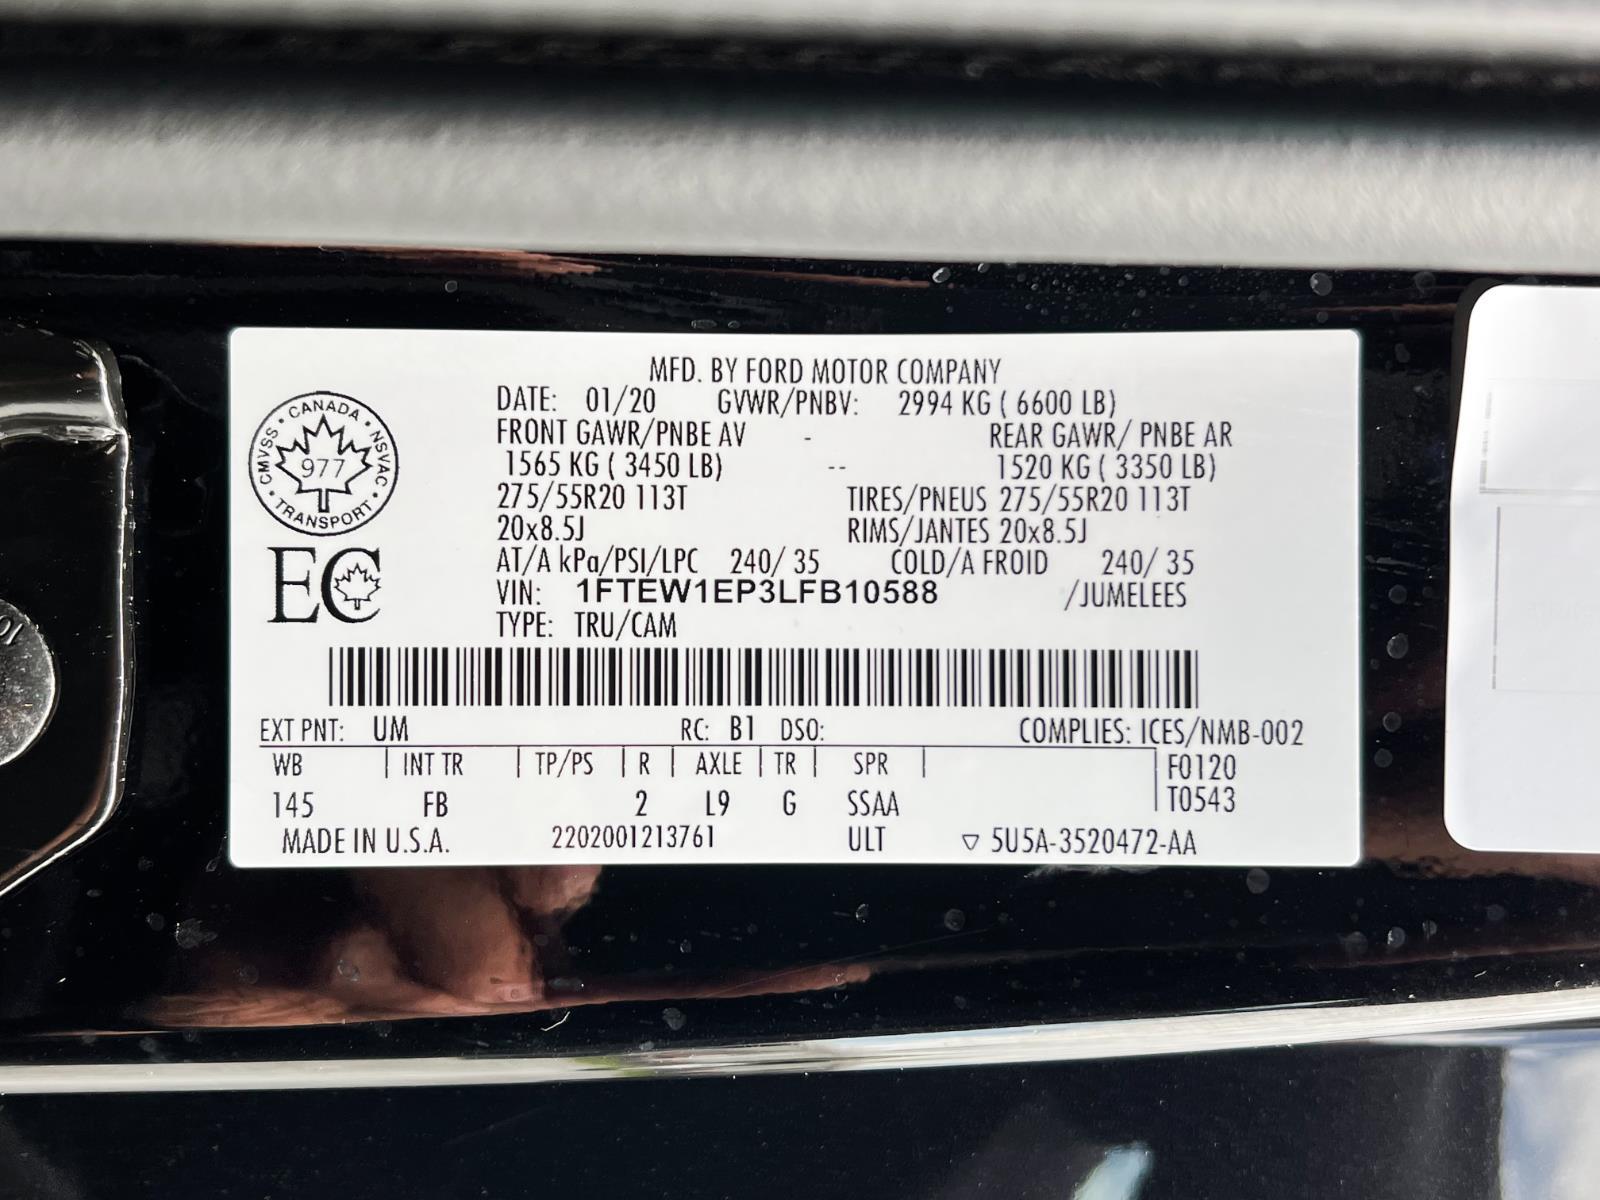 MFD. BY FORD MOTOR COMPANY
DATE: 01/20 GVWR/PNBV: 2994 KG ( 6600 LB)
FRONT GAWR/PNBE AV - REAR GAWR/ PNBE AR
1565 KG ( 3450 LB) -- 1520 KG ( 3350 LB)
275/55R20 113T TIRES/PNEUS 275/55R20 113T
20x8.5J RIMS/JANTES 20x8.5J
AT/A kPa/PSI/LPC 240/ 35 COLD/A FROID 240/ 35
VIN: 1FTEW1EP3LFB10588 /JUMELEES
TYPE: TRU/CAM
CANADA · NSVAC · TRANSPORT · CMVSS ·
977
EC
EXT PNT: UM RC: B1 DSO: COMPLIES: ICES/NMB-002
WB | INT TR | TP/PS | R | AXLE | TR | SPR | F0120
145 FB 2 L9 G SSAA | T0543
MADE IN U.S.A. 2202001213761 ULT ▽ 5U5A-3520472-AA